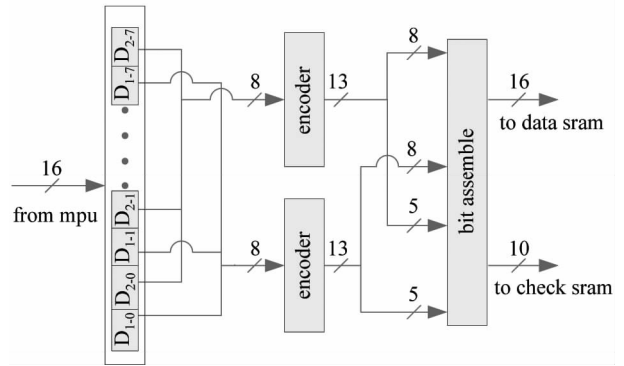 D2-7
D1-7
D2-1
D1-1
D2-0
D1-0
16
from mpu
8
encoder
13
8
encoder
13
8
8
5
5
bit assemble
16
to data sram
10
to check sram